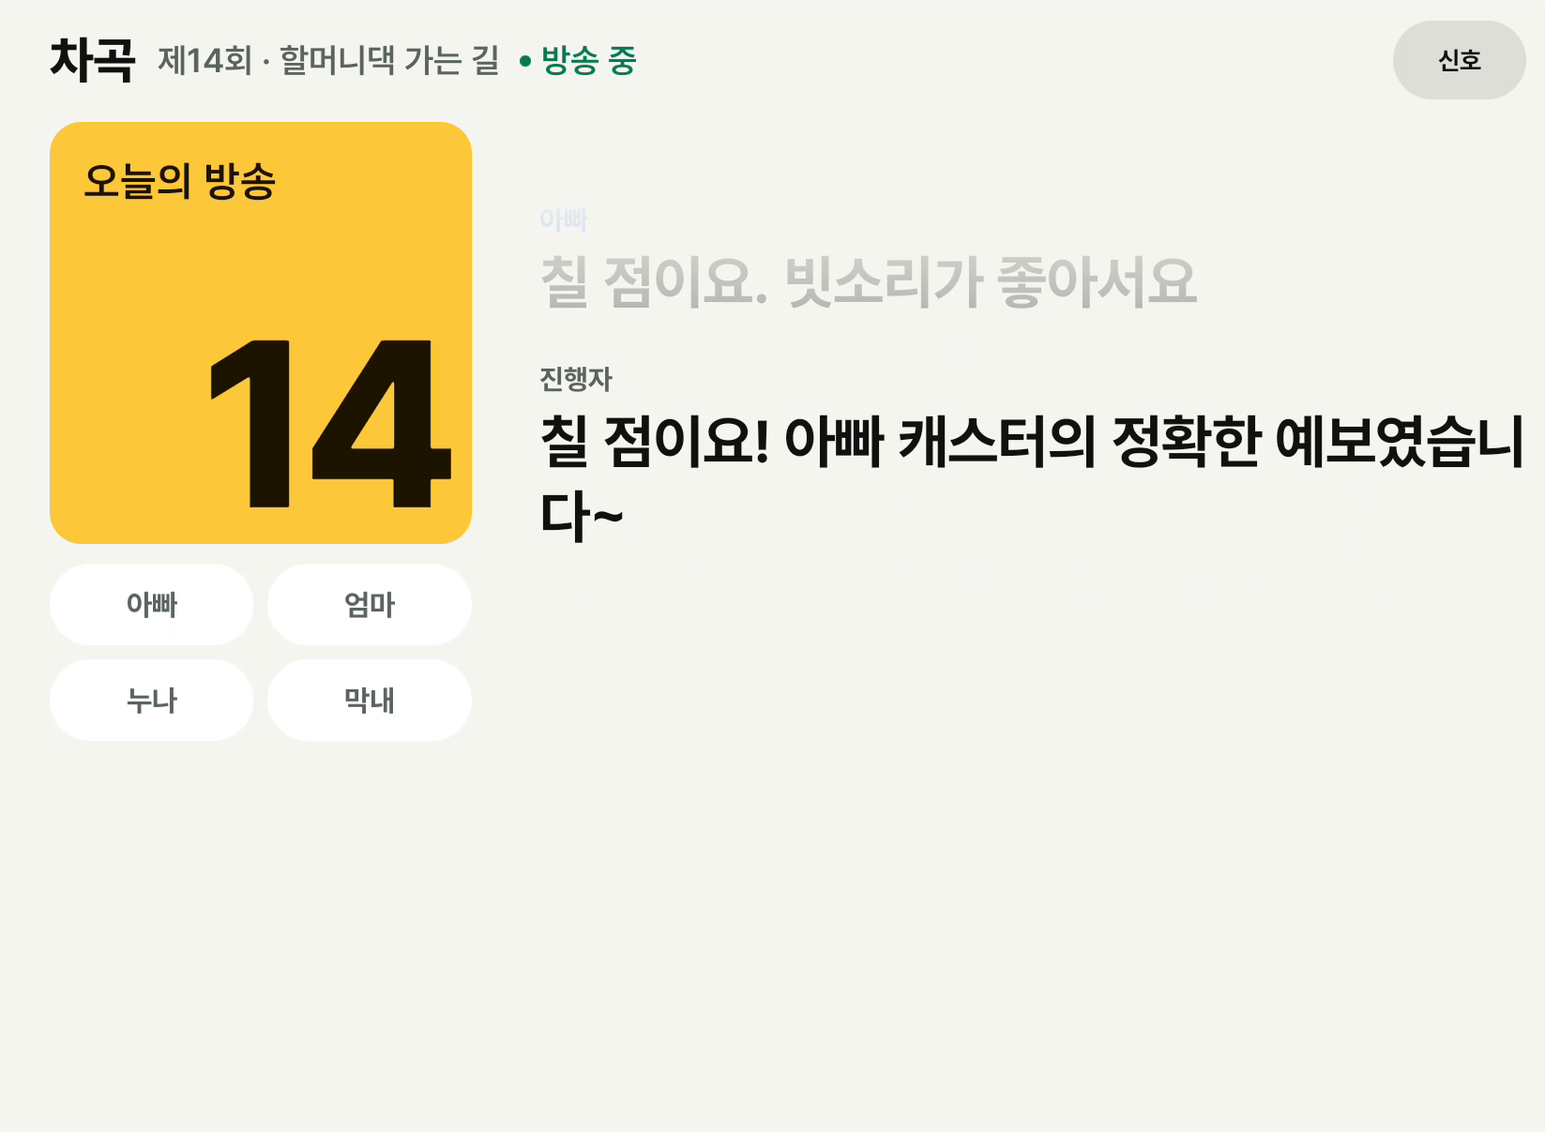 차곡 제14회 · 할머니댁 가는 길 • 방송 중
신호
오늘의 방송
14
아빠
엄마
누나
막내
아빠
칠 점이요. 빗소리가 좋아서요
진행자
칠 점이요! 아빠 캐스터의 정확한 예보였습니
다~